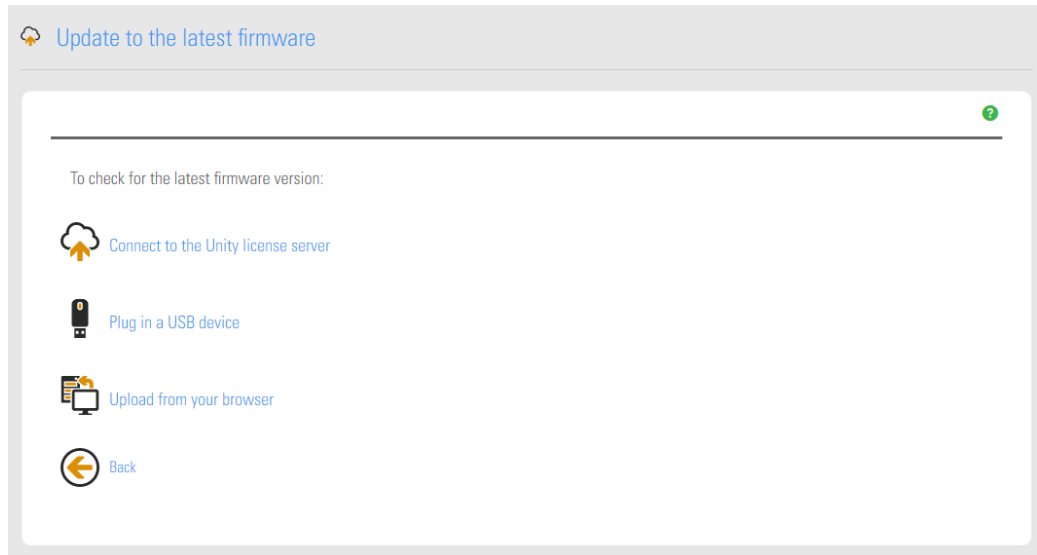 Update to the latest firmware
?
To check for the latest firmware version:
Connect to the Unity license server
Plug in a USB device
Upload from your browser
Back